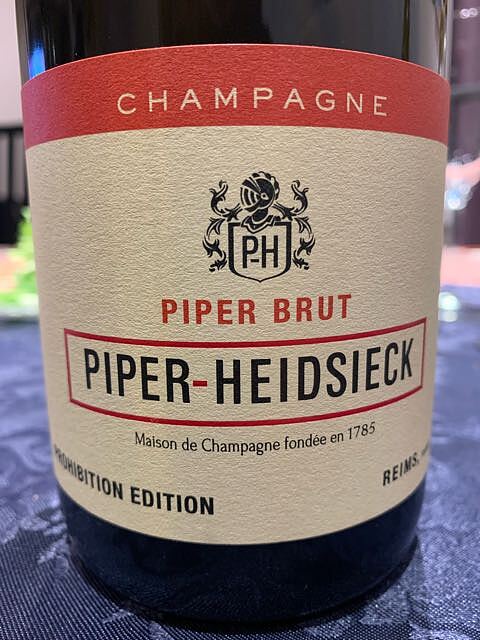 CHAMPAGNE
P-H
PIPER BRUT
PIPER-HEIDSIECK
Maison de Champagne fondée en 1785
PROHIBITION EDITION
REIMS,